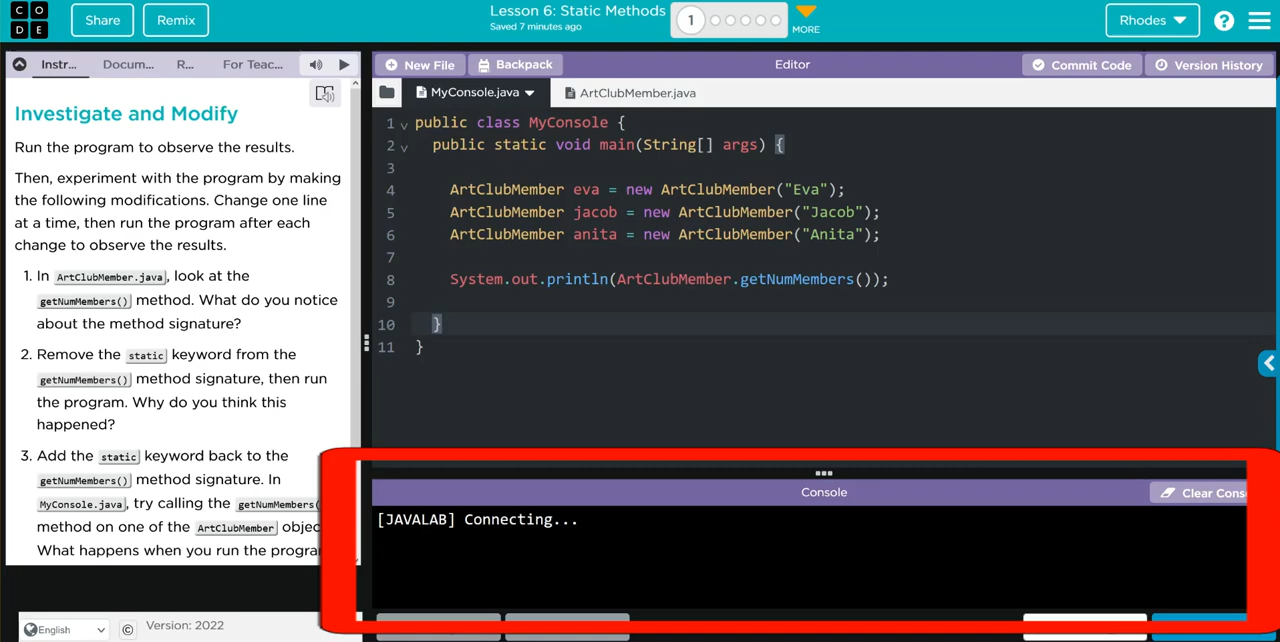 C O D E
Share
Remix
Lesson 6: Static Methods
Saved 7 minutes ago
1
MORE
Rhodes
?
Instr...
Docum...
R...
For Teac...
Investigate and Modify
Run the program to observe the results.
Then, experiment with the program by making
the following modifications. Change one line
at a time, then run the program after each
change to observe the results.
1. In ArtClubMember.java, look at the
getNumMembers() method. What do you notice
about the method signature?
2. Remove the static keyword from the
getNumMembers() method signature, then run
the program. Why do you think this
happened?
3. Add the static keyword back to the
getNumMembers() method signature. In
MyConsole.java, try calling the getNumMembers(
method on one of the ArtClubMember objec
What happens when you run the progra
English
©
Version: 2022
New File
Backpack
Editor
Commit Code
Version History
MyConsole.java
ArtClubMember.java
1 public class MyConsole {
2 public static void main(String[] args) {
3
4 ArtClubMember eva = new ArtClubMember("Eva");
5 ArtClubMember jacob = new ArtClubMember("Jacob");
6 ArtClubMember anita = new ArtClubMember("Anita");
7
8 System.out.println(ArtClubMember.getNumMembers());
9
10 }
11 }
Console
Clear Cons
[JAVALAB] Connecting...